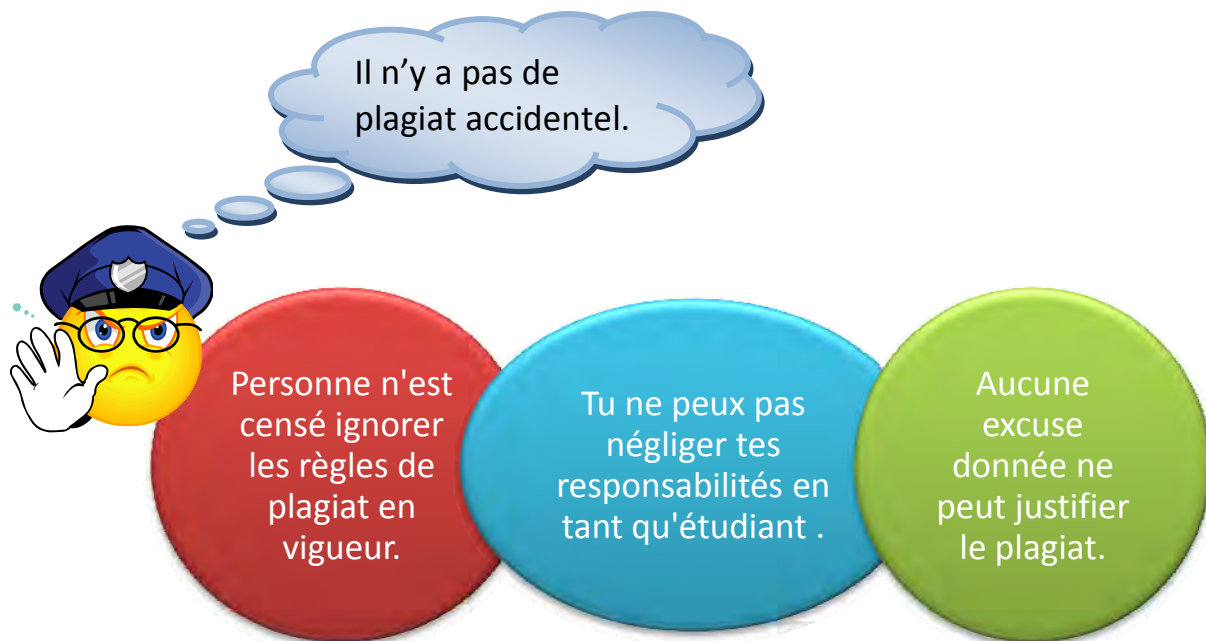 Il n’y a pas de
plagiat accidentel.
Personne n'est
censé ignorer
les règles de
plagiat en
vigueur.
Tu ne peux pas
négliger tes
responsabilités en
tant qu'étudiant .
Aucune
excuse
donnée ne
peut justifier
le plagiat.